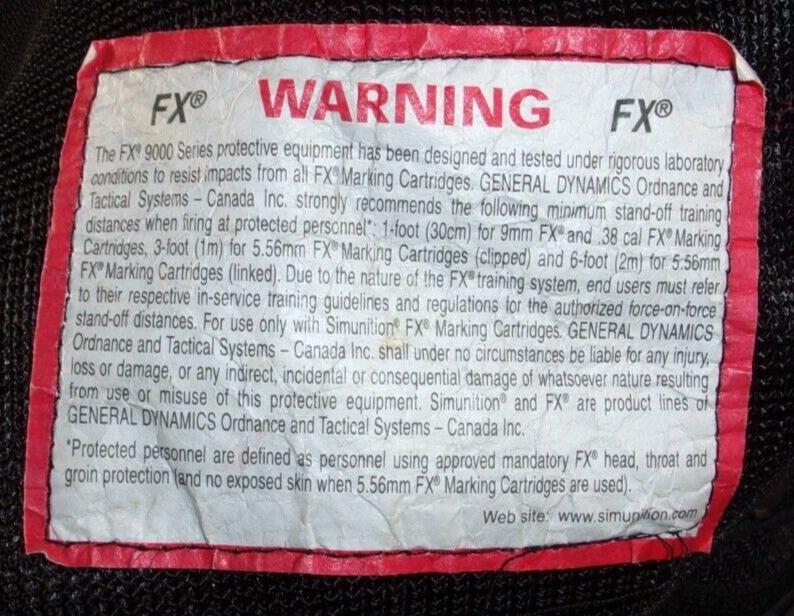 FX® WARNING FX®
The FX® 9000 Series protective equipment has been designed and tested under rigorous laboratory
conditions to resist impacts from all FX® Marking Cartridges. GENERAL DYNAMICS Ordnance and
Tactical Systems – Canada Inc. strongly recommends the following minimum stand-off training
distances when firing at protected personnel*: 1-foot (30cm) for 9mm FX® and .38 cal FX® Marking
Cartridges, 3-foot (1m) for 5.56mm FX® Marking Cartridges (clipped) and 6-foot (2m) for 5.56mm
FX® Marking Cartridges (linked). Due to the nature of the FX® training system, end users must refer
to their respective in-service training guidelines and regulations for the authorized force-on-force
stand-off distances. For use only with Simunition® FX® Marking Cartridges. GENERAL DYNAMICS
Ordnance and Tactical Systems – Canada Inc. shall under no circumstances be liable for any injury,
loss or damage, or any indirect, incidental or consequential damage of whatsoever nature resulting
from use or misuse of this protective equipment. Simunition® and FX® are product lines of
GENERAL DYNAMICS Ordnance and Tactical Systems – Canada Inc.
*Protected personnel are defined as personnel using approved mandatory FX® head, throat and
groin protection (and no exposed skin when 5.56mm FX® Marking Cartridges are used).
Web site: www.simunition.com